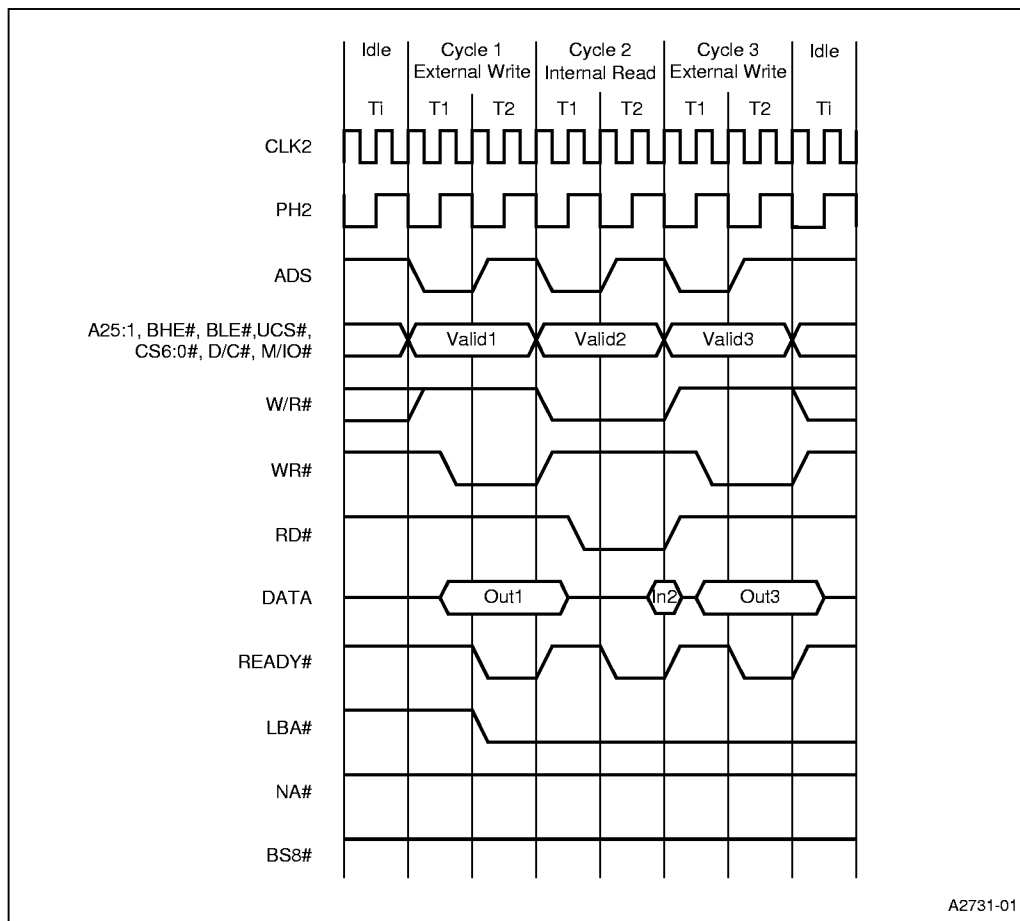 Idle Cycle 1 Cycle 2 Cycle 3 Idle
External Write Internal Read External Write
Ti T1 T2 T1 T2 T1 T2 Ti
CLK2
PH2
ADS
A25:1, BHE#, BLE#,UCS#,
CS6:0#, D/C#, M/IO#
Valid1 Valid2 Valid3
W/R#
WR#
RD#
DATA Out1 In2 Out3
READY#
LBA#
NA#
BS8#
A2731-01